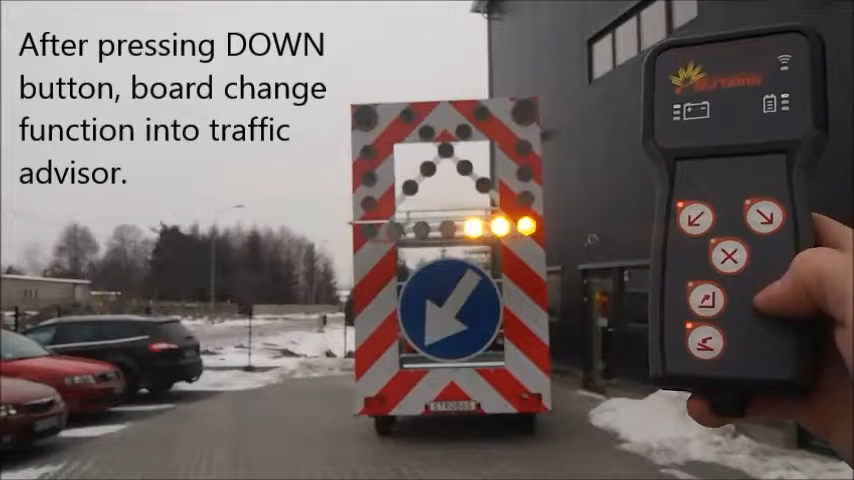 After pressing DOWN
button, board change
function into traffic
advisor.